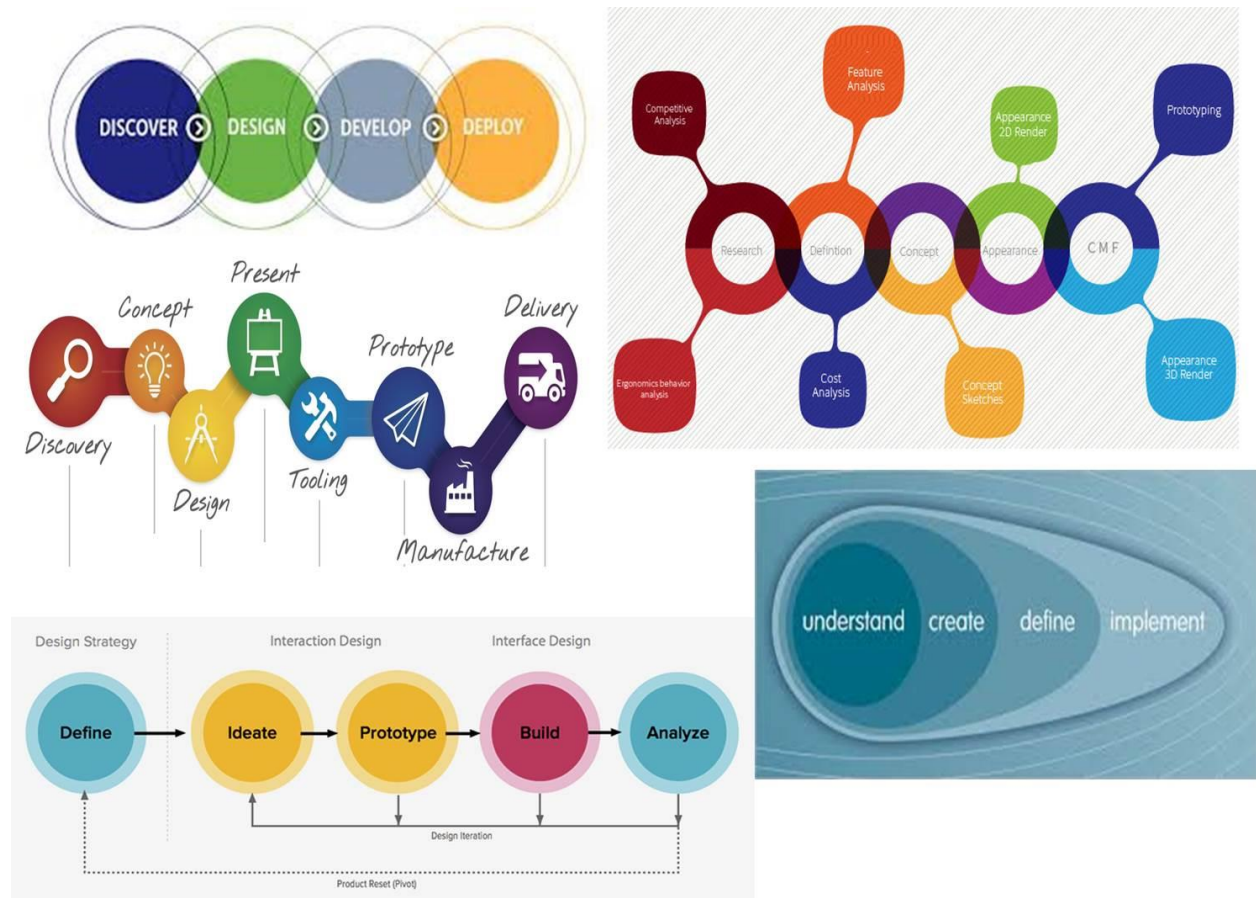 DISCOVER
DESIGN
DEVELOP
DEPLOY
Competitive
Analysis
Feature
Analysis
Appearance
2D Render
Prototyping
Research
Defintion
Concept
Appearance
C M F
Ergonomics behavior
analysis
Cost
Analysis
Concept
Sketches
Appearance
3D Render
Discovery
Concept
Design
Present
Tooling
Prototype
Manufacture
Delivery
understand
create
define
implement
Design Strategy
Interaction Design
Interface Design
Define
Ideate
Prototype
Build
Analyze
Design Iteration
Product Reset (Pivot)